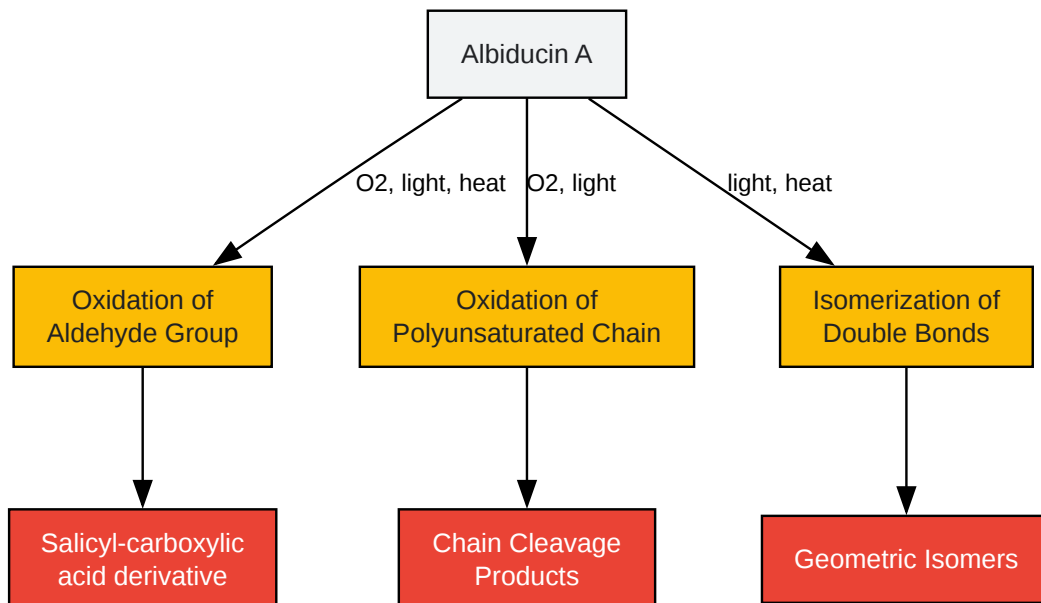 Albiducin A
O2, light, heat
O2, light
light, heat
Oxidation of
Aldehyde Group
Oxidation of
Polyunsaturated Chain
Isomerization of
Double Bonds
Salicyl-carboxylic
acid derivative
Chain Cleavage
Products
Geometric Isomers